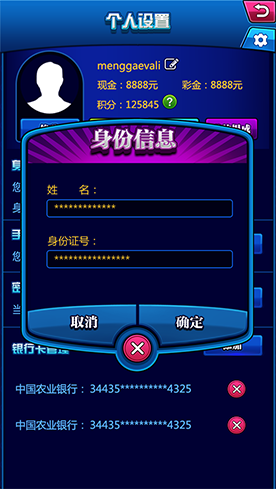 个人设置
menggaevali
现金：8888元 彩金：8888元
积分：125845 ?
身份信息
姓 名：
*************
身份证号：
***************
取消 确定
银行卡管理 添加
中国农业银行：34435**********4325
中国农业银行：34435**********4325